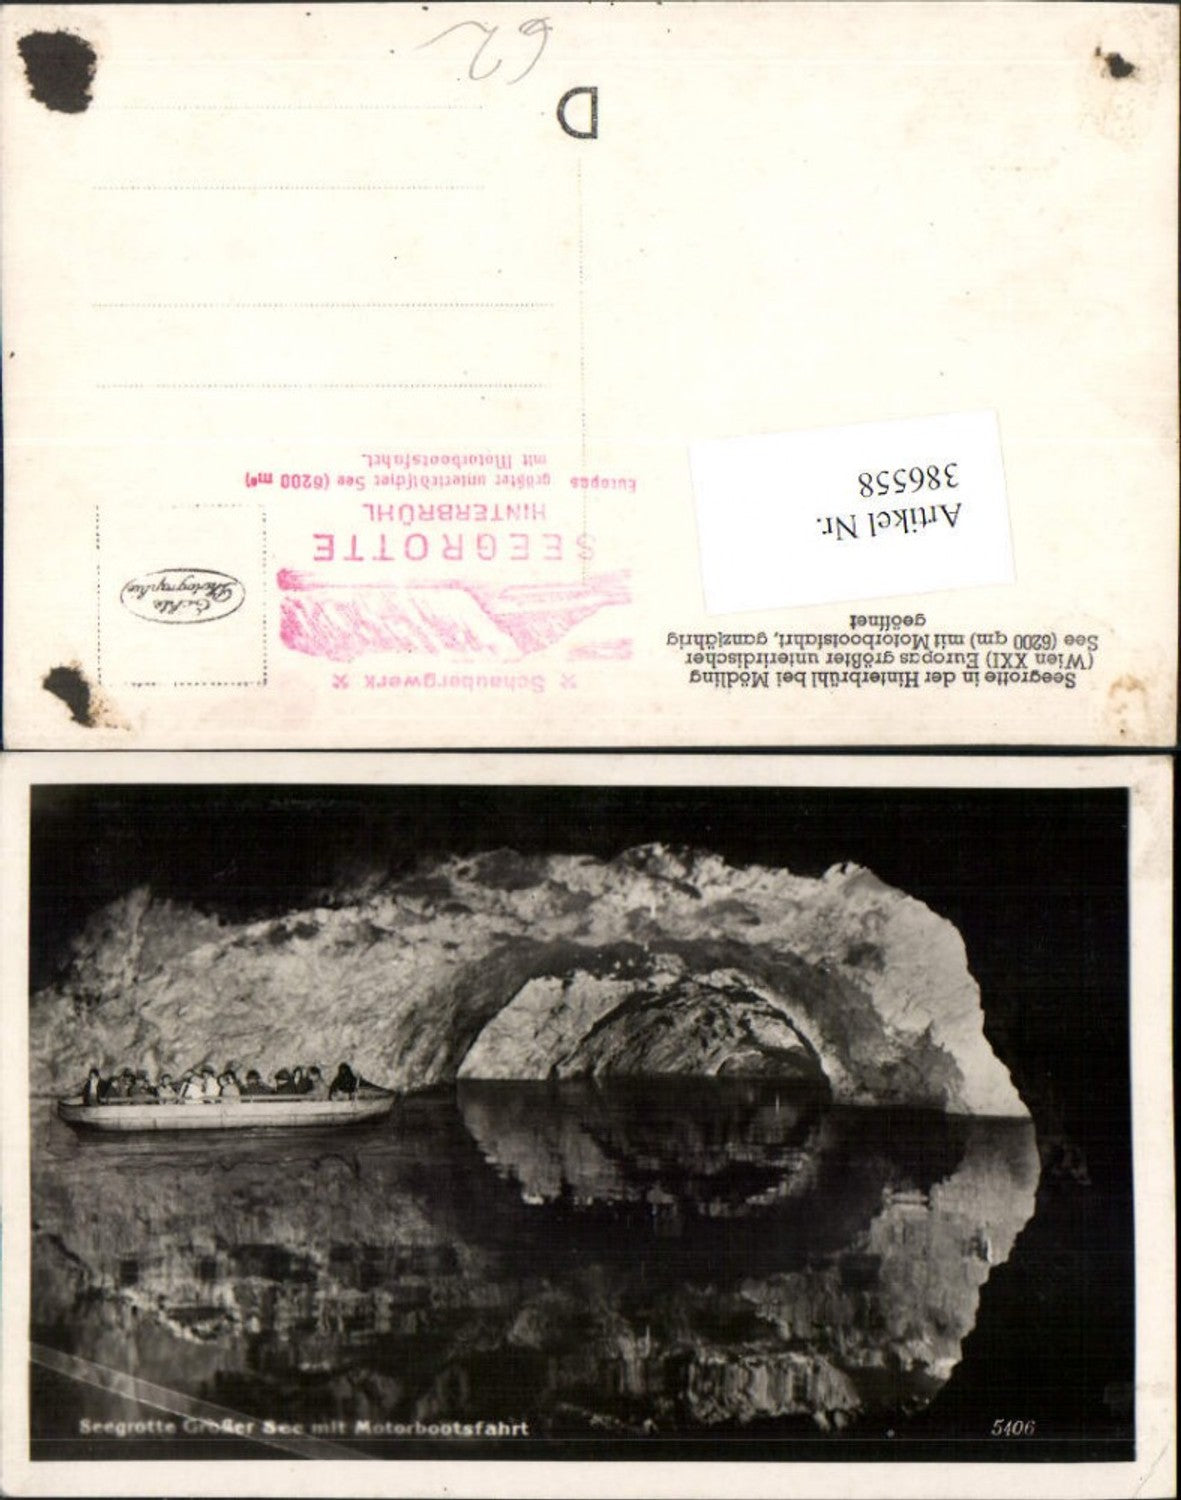 62
D
Europas größter unterirdischer See (6200 m²)
mit Motorbootsfahrt.
HINTERBRÜHL
SEEGROTTE
Schaubergwerk
Echte
Photographie
Artikel Nr.
386558
Seegrotte in der Hinterbrühl bei Mödling
(Wien XXI) Europas größter unterirdischer
See (6200 qm) mit Motorbootsfahrt, ganzjährig
geöffnet
Seegrotte Großer See mit Motorbootsfahrt
5406